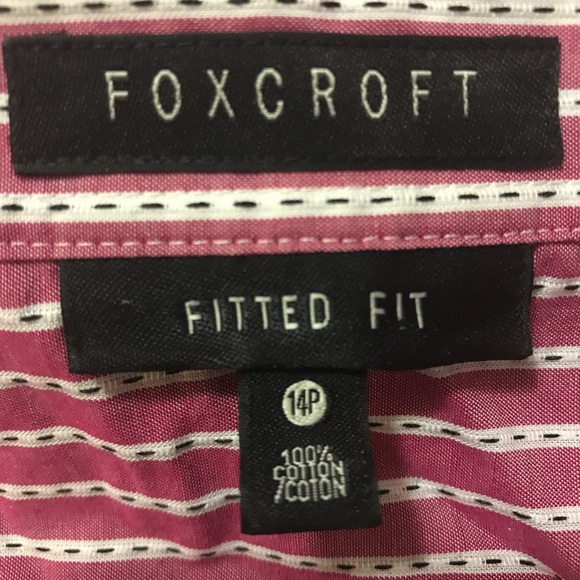 FOXCROFT
FITTED FIT
14P
100%
COTTON
/COTON